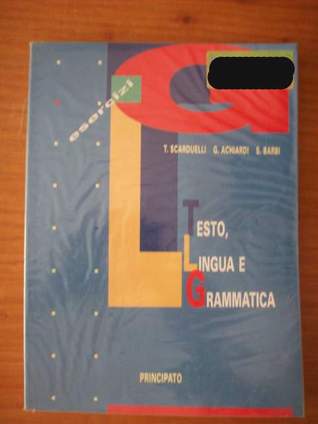 esercizi
G
T. SCARDUELLI G. ACHIARDI S. BARBI
L
TESTO,
LINGUA E
GRAMMATICA
PRINCIPATO